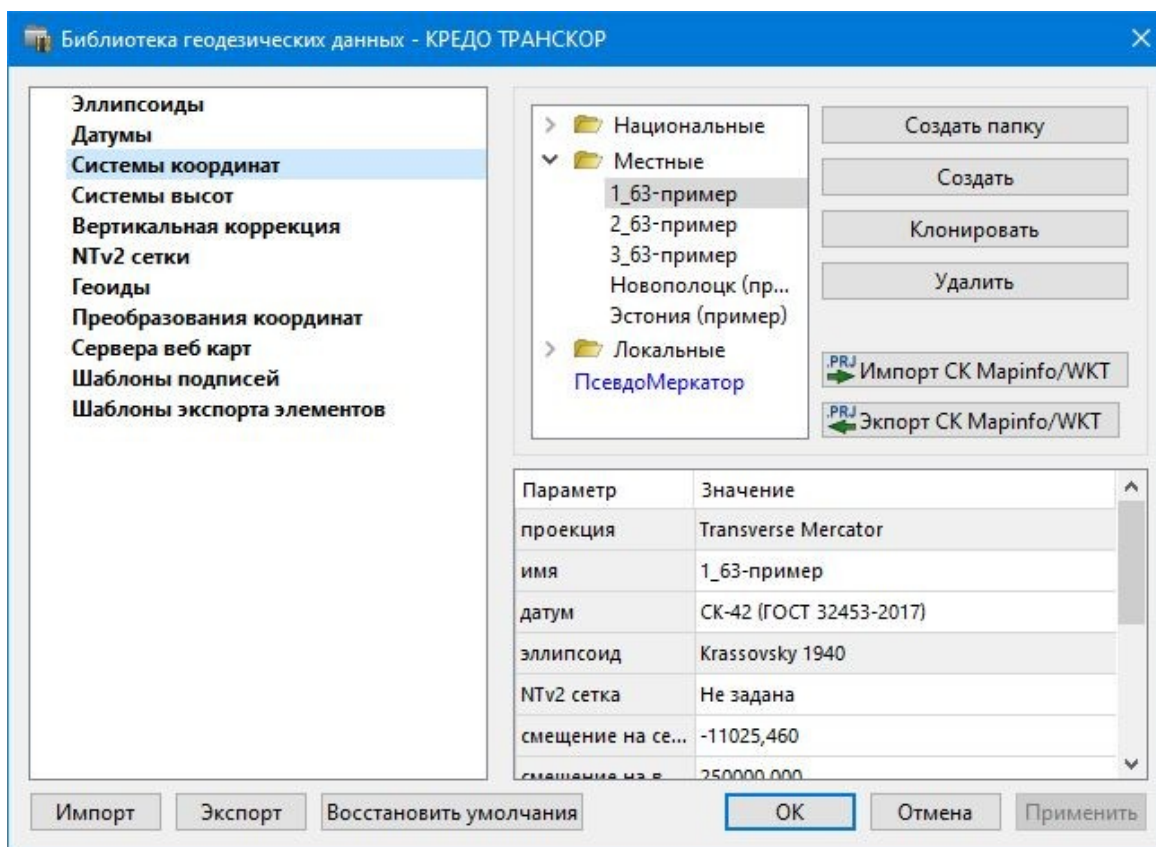 Библиотека геодезических данных - КРЕДО ТРАНСКОР
Эллипсоиды
Датумы
Системы координат
Системы высот
Вертикальная коррекция
NTv2 сетки
Геоиды
Преобразования координат
Сервера веб карт
Шаблоны подписей
Шаблоны экспорта элементов
Национальные
Местные
1_63-пример
2_63-пример
3_63-пример
Новополоцк (пр...
Эстония (пример)
Локальные
ПсевдоМеркатор
Создать папку
Создать
Клонировать
Удалить
.PRJ Импорт СК Mapinfo/WKT
.PRJ Экпорт СК Mapinfo/WKT
Параметр Значение
проекция Transverse Mercator
имя 1_63-пример
датум СК-42 (ГОСТ 32453-2017)
эллипсоид Krassovsky 1940
NTv2 сетка Не задана
смещение на се... -11025,460
смещение на в... 250000,000
Импорт Экспорт Восстановить умолчания ОК Отмена Применить